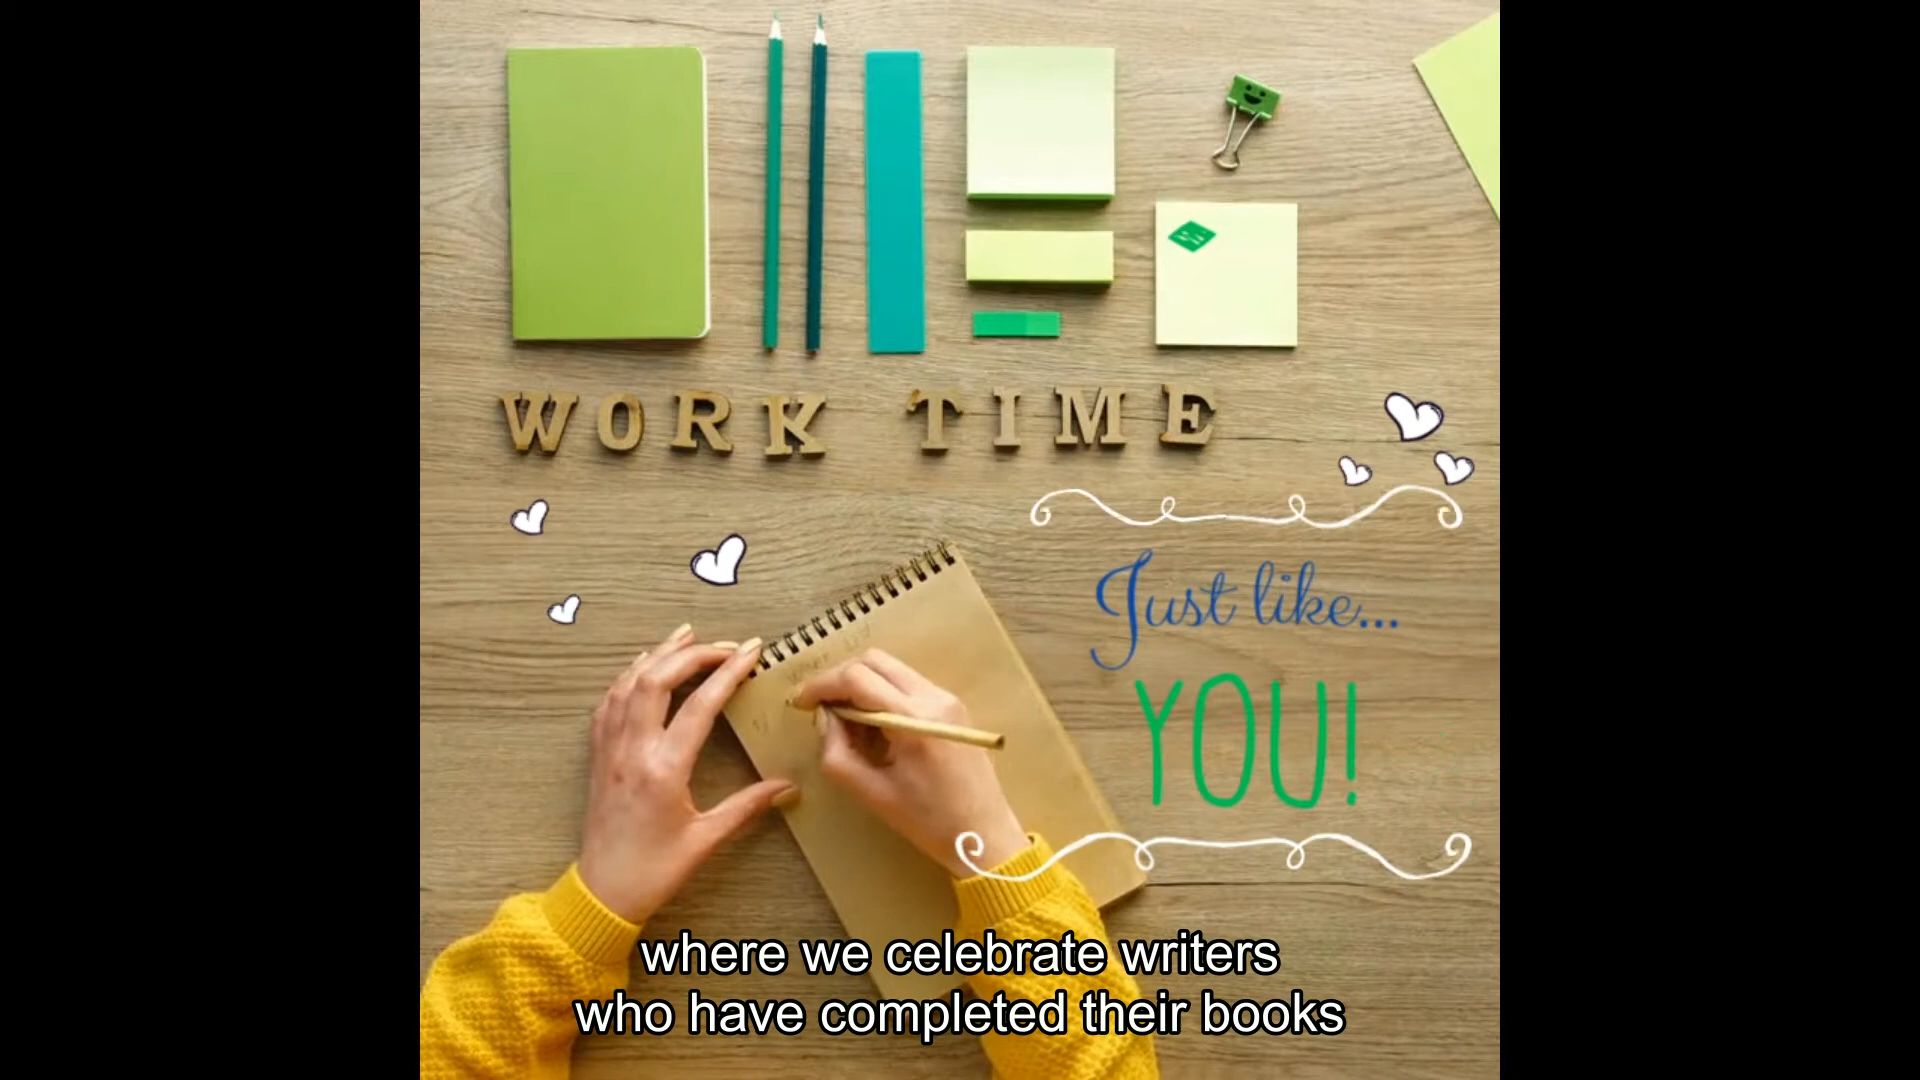 WORK TIME
Just like...
YOU!
where we celebrate writers
who have completed their books